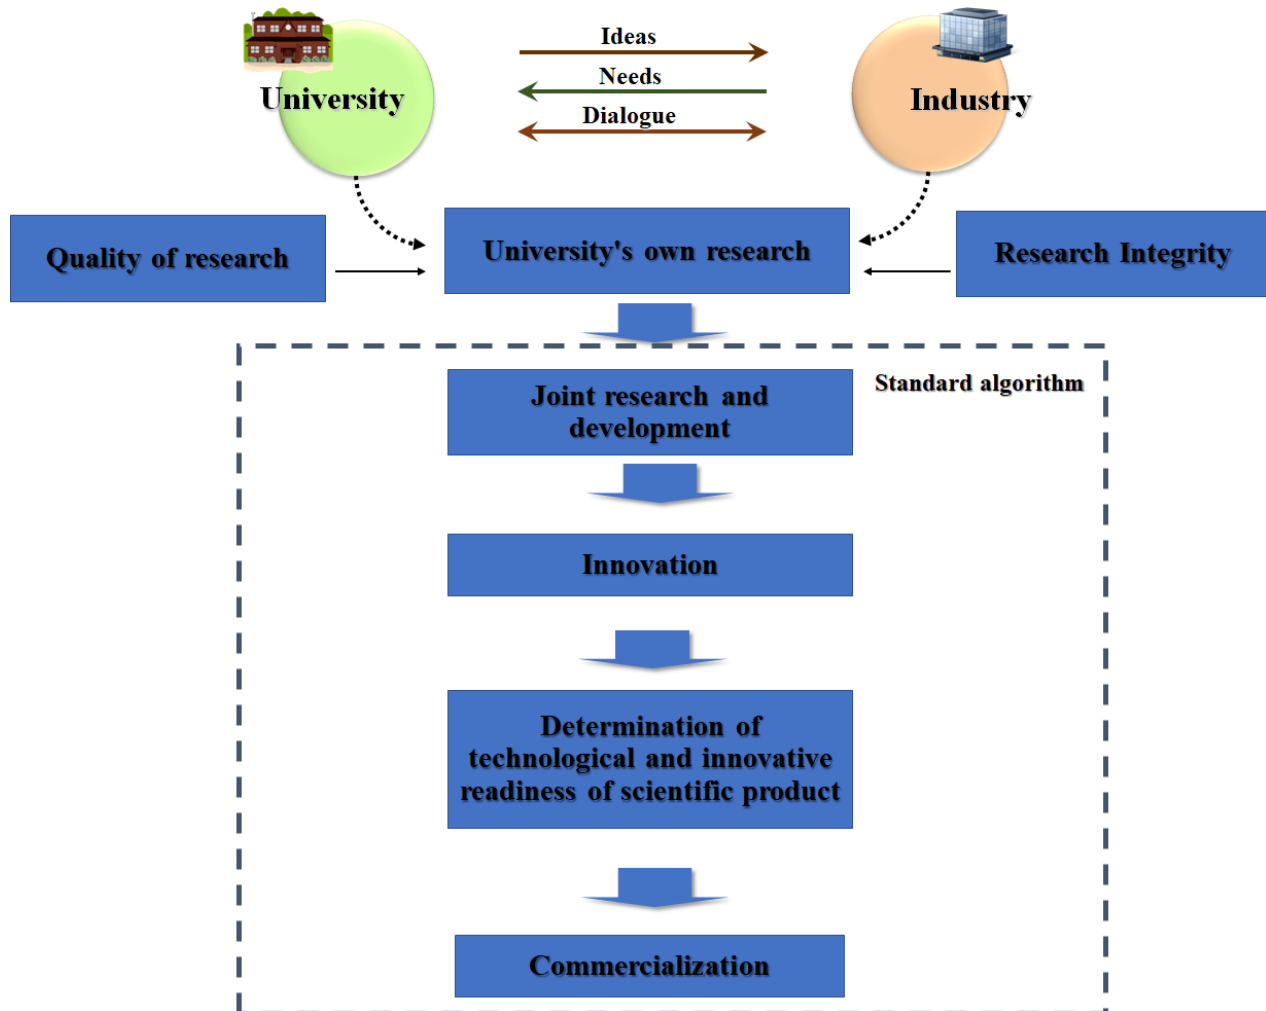 Ideas
Needs
Dialogue
University
Industry
Quality of research
University's own research
Research Integrity
Standard algorithm
Joint research and
development
Innovation
Determination of
technological and innovative
readiness of scientific product
Commercialization